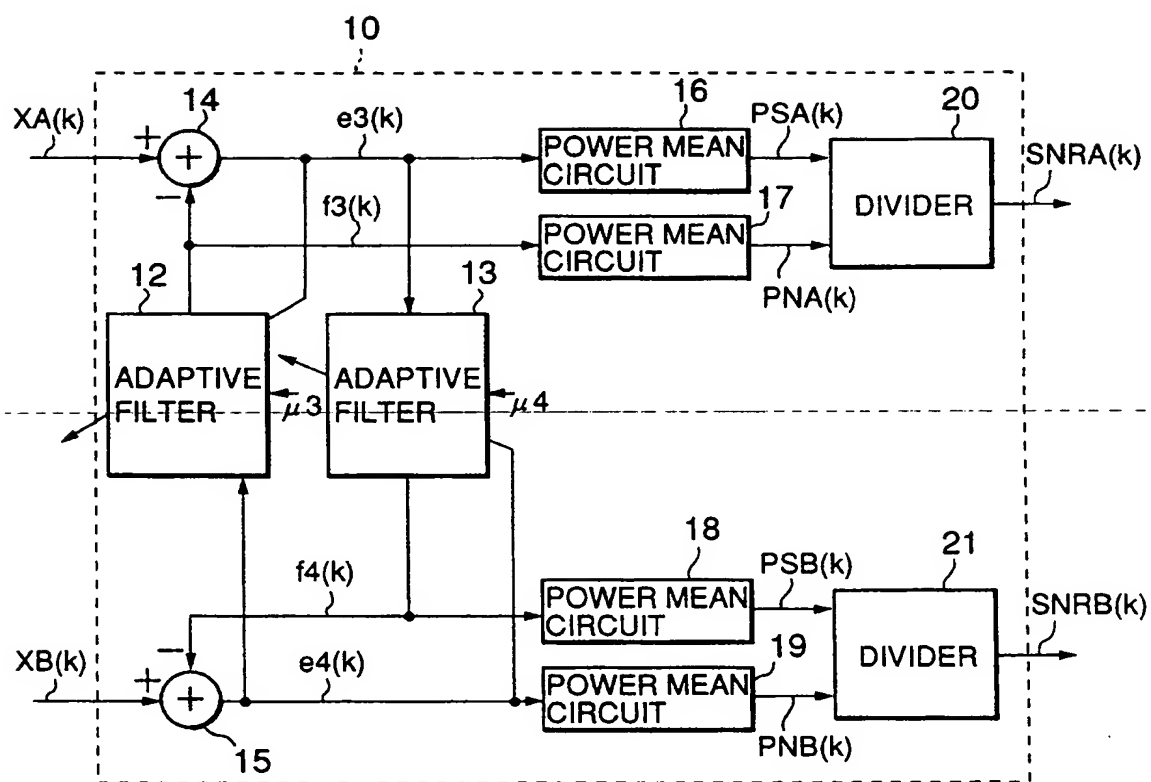 10
XA(k)
+
14
+
−
e3(k)
f3(k)
16
POWER MEAN
CIRCUIT
PSA(k)
17
POWER MEAN
CIRCUIT
PNA(k)
20
DIVIDER
SNRA(k)
12
ADAPTIVE
FILTER
μ3
13
ADAPTIVE
FILTER
μ4
f4(k)
18
POWER MEAN
CIRCUIT
PSB(k)
21
DIVIDER
SNRB(k)
XB(k)
+
−
+
15
e4(k)
19
POWER MEAN
CIRCUIT
PNB(k)